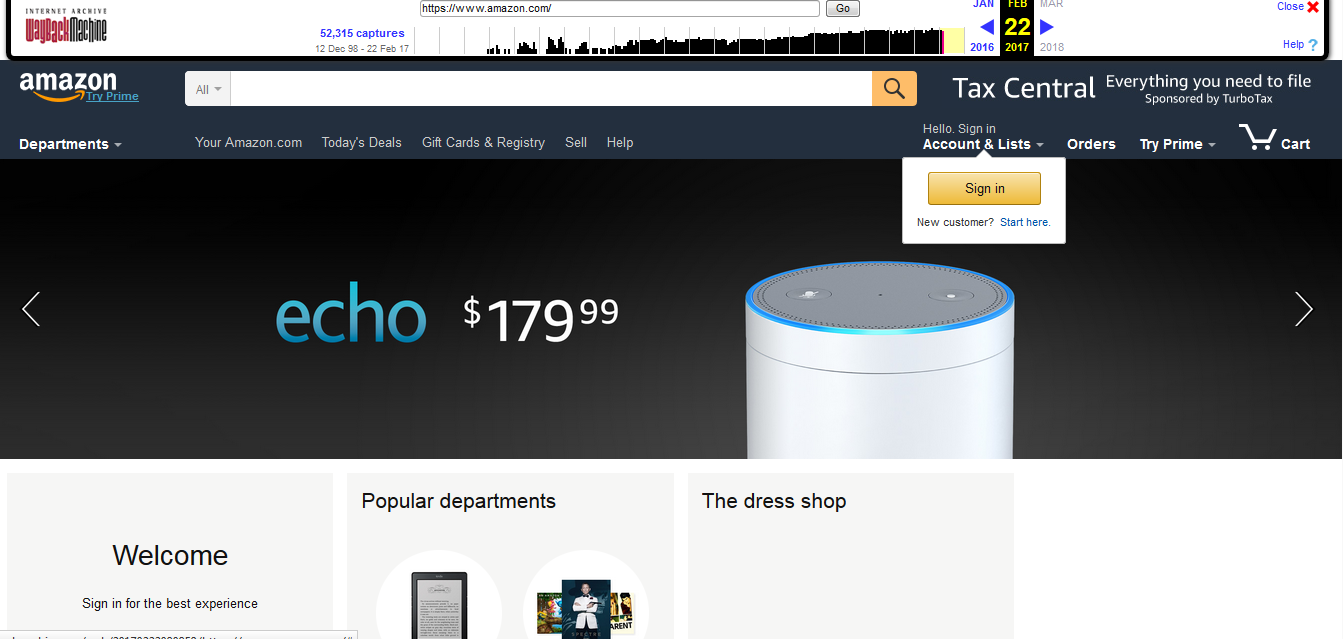 INTERNET ARCHIVE
WayBackMachine
https://www.amazon.com/
Go
52,315 captures
12 Dec 98 - 22 Feb 17
JAN FEB MAR
22
2016 2017 2018
Close
Help ?
amazon
Try Prime
All
Tax Central
Everything you need to file
Sponsored by TurboTax
Departments
Your Amazon.com Today's Deals Gift Cards & Registry Sell Help
Hello. Sign in
Account & Lists
Orders
Try Prime
Cart
Sign in
New customer? Start here.
echo $179 99
Welcome
Sign in for the best experience
Popular departments
SPECTRE
The dress shop